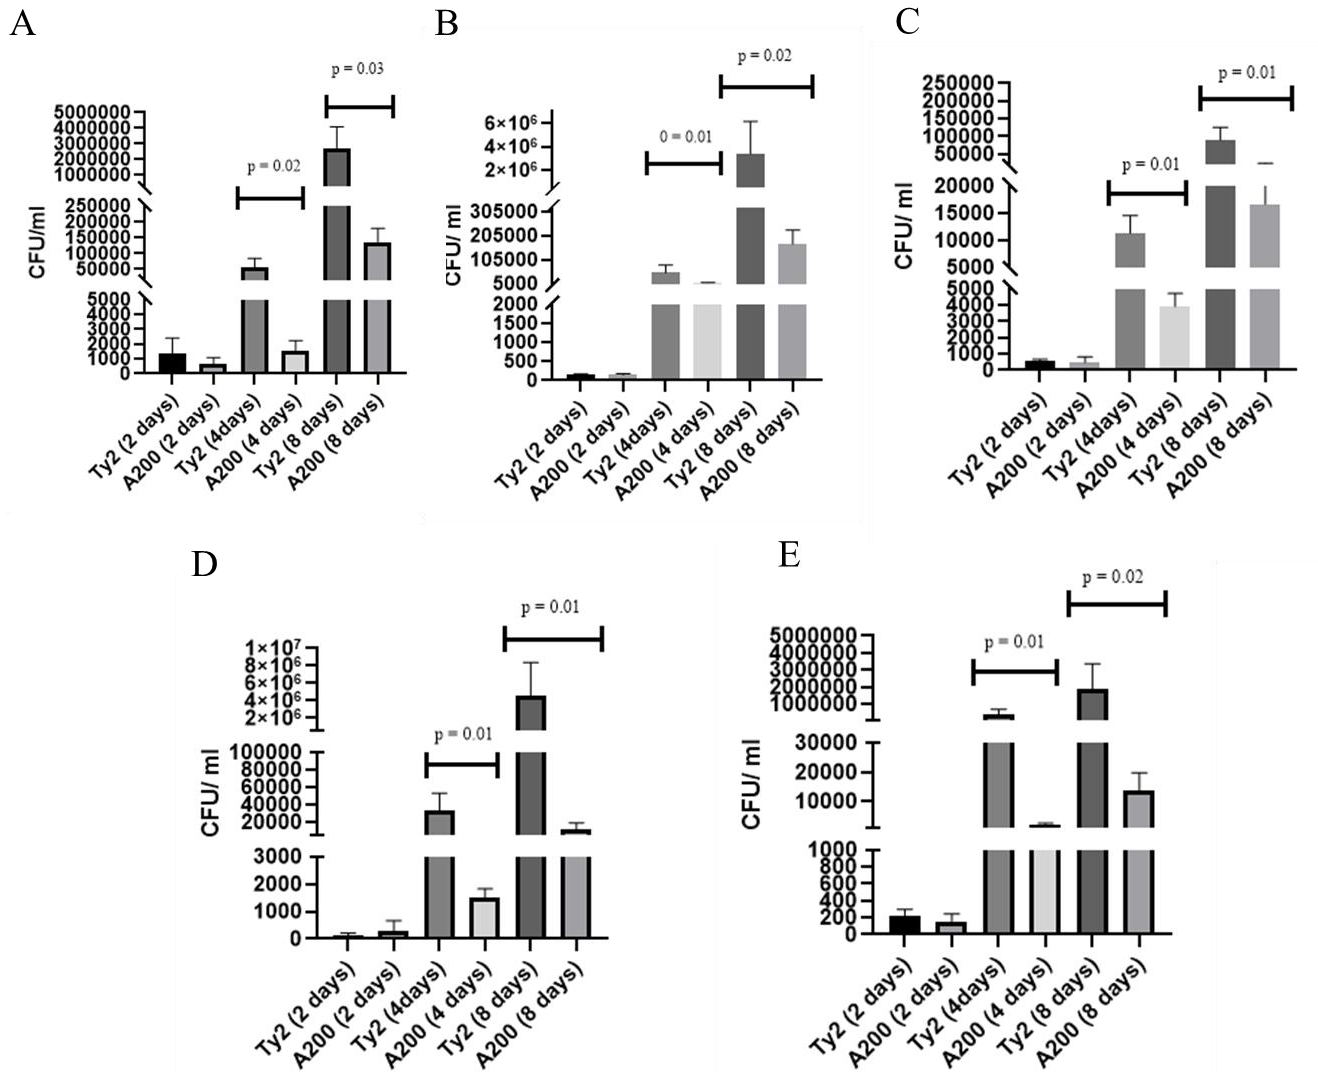 A
p = 0.03
p = 0.02
CFU/ml
5000000
4000000
3000000
2000000
1000000
250000
200000
150000
100000
50000
5000
4000
3000
2000
1000
0
Ty2 (2 days)
A200 (2 days)
Ty2 (4days)
A200 (4 days)
Ty2 (8 days)
A200 (8 days)
B
p = 0.02
0 = 0.01
CFU/ ml
6×10⁶
4×10⁶
2×10⁶
305000
205000
105000
5000
2000
1500
1000
500
0
Ty2 (2 days)
A200 (2 days)
Ty2 (4days)
A200 (4 days)
Ty2 (8 days)
A200 (8 days)
C
p = 0.01
p = 0.01
CFU/ ml
250000
200000
150000
100000
50000
20000
15000
10000
5000
5000
4000
3000
2000
1000
0
Ty2 (2 days)
A200 (2 days)
Ty2 (4days)
A200 (4 days)
Ty2 (8 days)
A200 (8 days)
D
p = 0.01
p = 0.01
CFU/ ml
1×10⁷
8×10⁶
6×10⁶
4×10⁶
2×10⁶
100000
80000
60000
40000
20000
3000
2000
1000
0
Ty2 (2 days)
A200 (2 days)
Ty2 (4days)
A200 (4 days)
Ty2 (8 days)
A200 (8 days)
E
p = 0.02
p = 0.01
CFU/ ml
5000000
4000000
3000000
2000000
1000000
30000
20000
10000
1000
800
600
400
200
0
Ty2 (2 days)
A200 (2 days)
Ty2 (4days)
A200 (4 days)
Ty2 (8 days)
A200 (8 days)